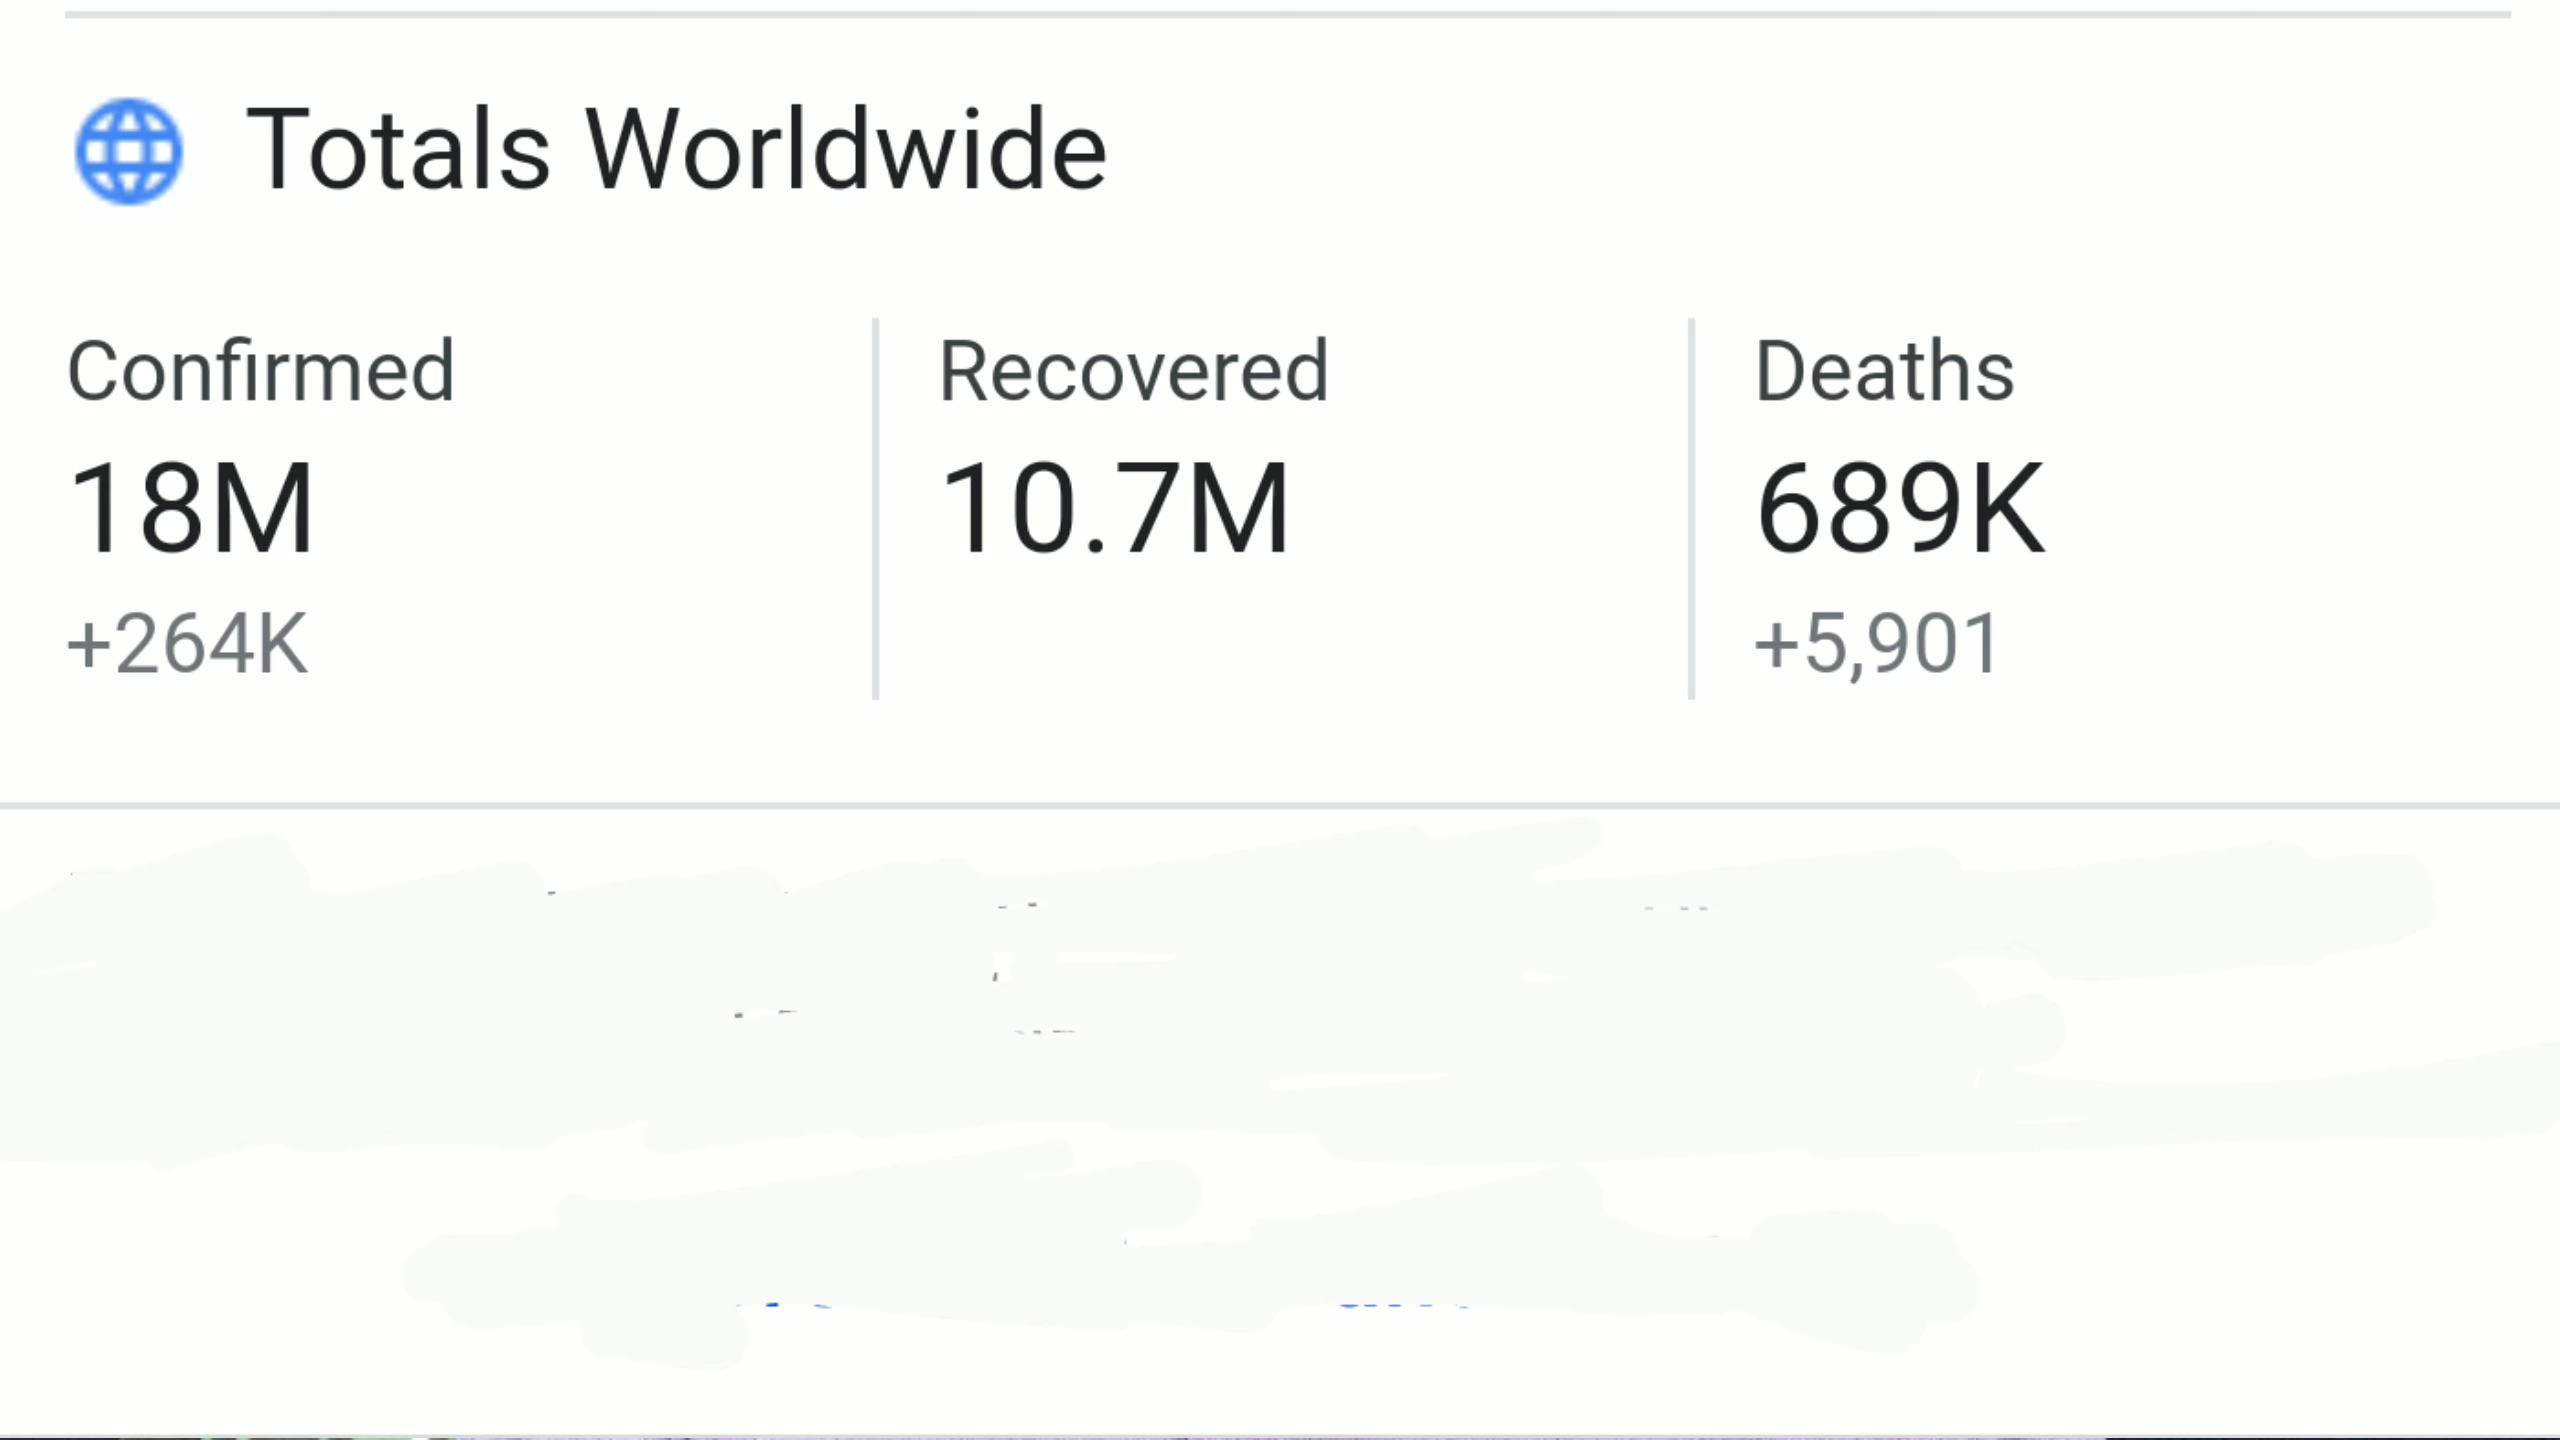 Totals Worldwide
Confirmed Recovered Deaths
18M 10.7M 689K
+264K +5,901